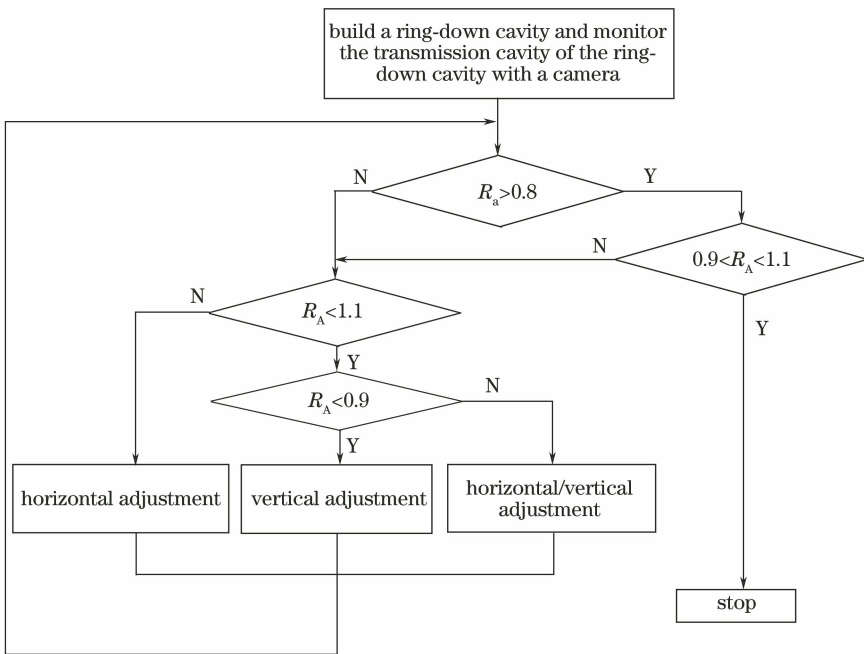 build a ring-down cavity and monitor
the transmission cavity of the ring-
down cavity with a camera
N
Rₐ>0.8
Y
N
0.9<R_A<1.1
N
R_A<1.1
Y
Y
R_A<0.9
N
Y
horizontal adjustment
vertical adjustment
horizontal/vertical
adjustment
stop